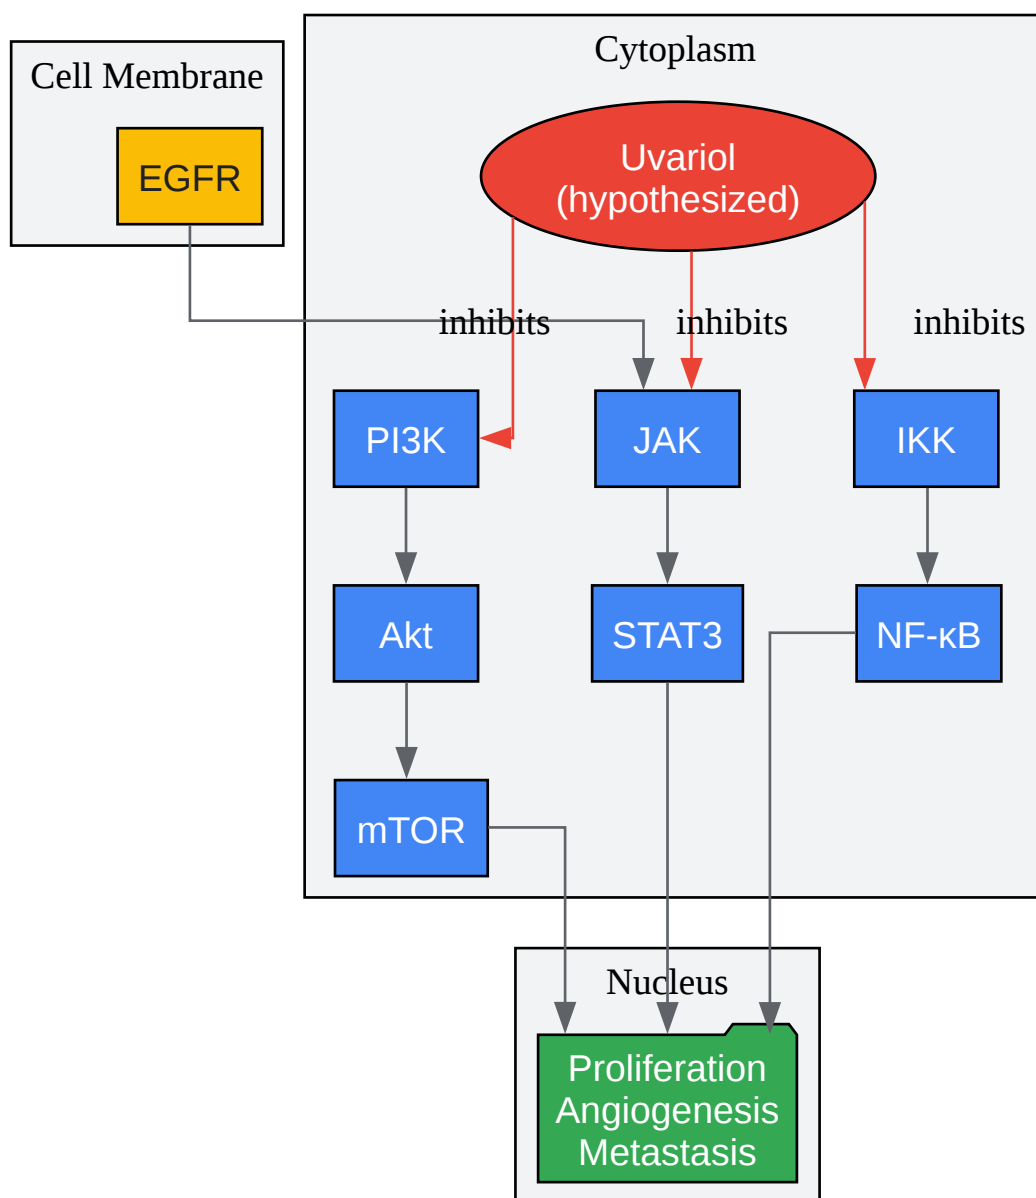 Cell Membrane
EGFR
Cytoplasm
Uvariol
(hypothesized)
inhibits
inhibits
inhibits
PI3K
JAK
IKK
Akt
STAT3
NF-κB
mTOR
Nucleus
Proliferation
Angiogenesis
Metastasis